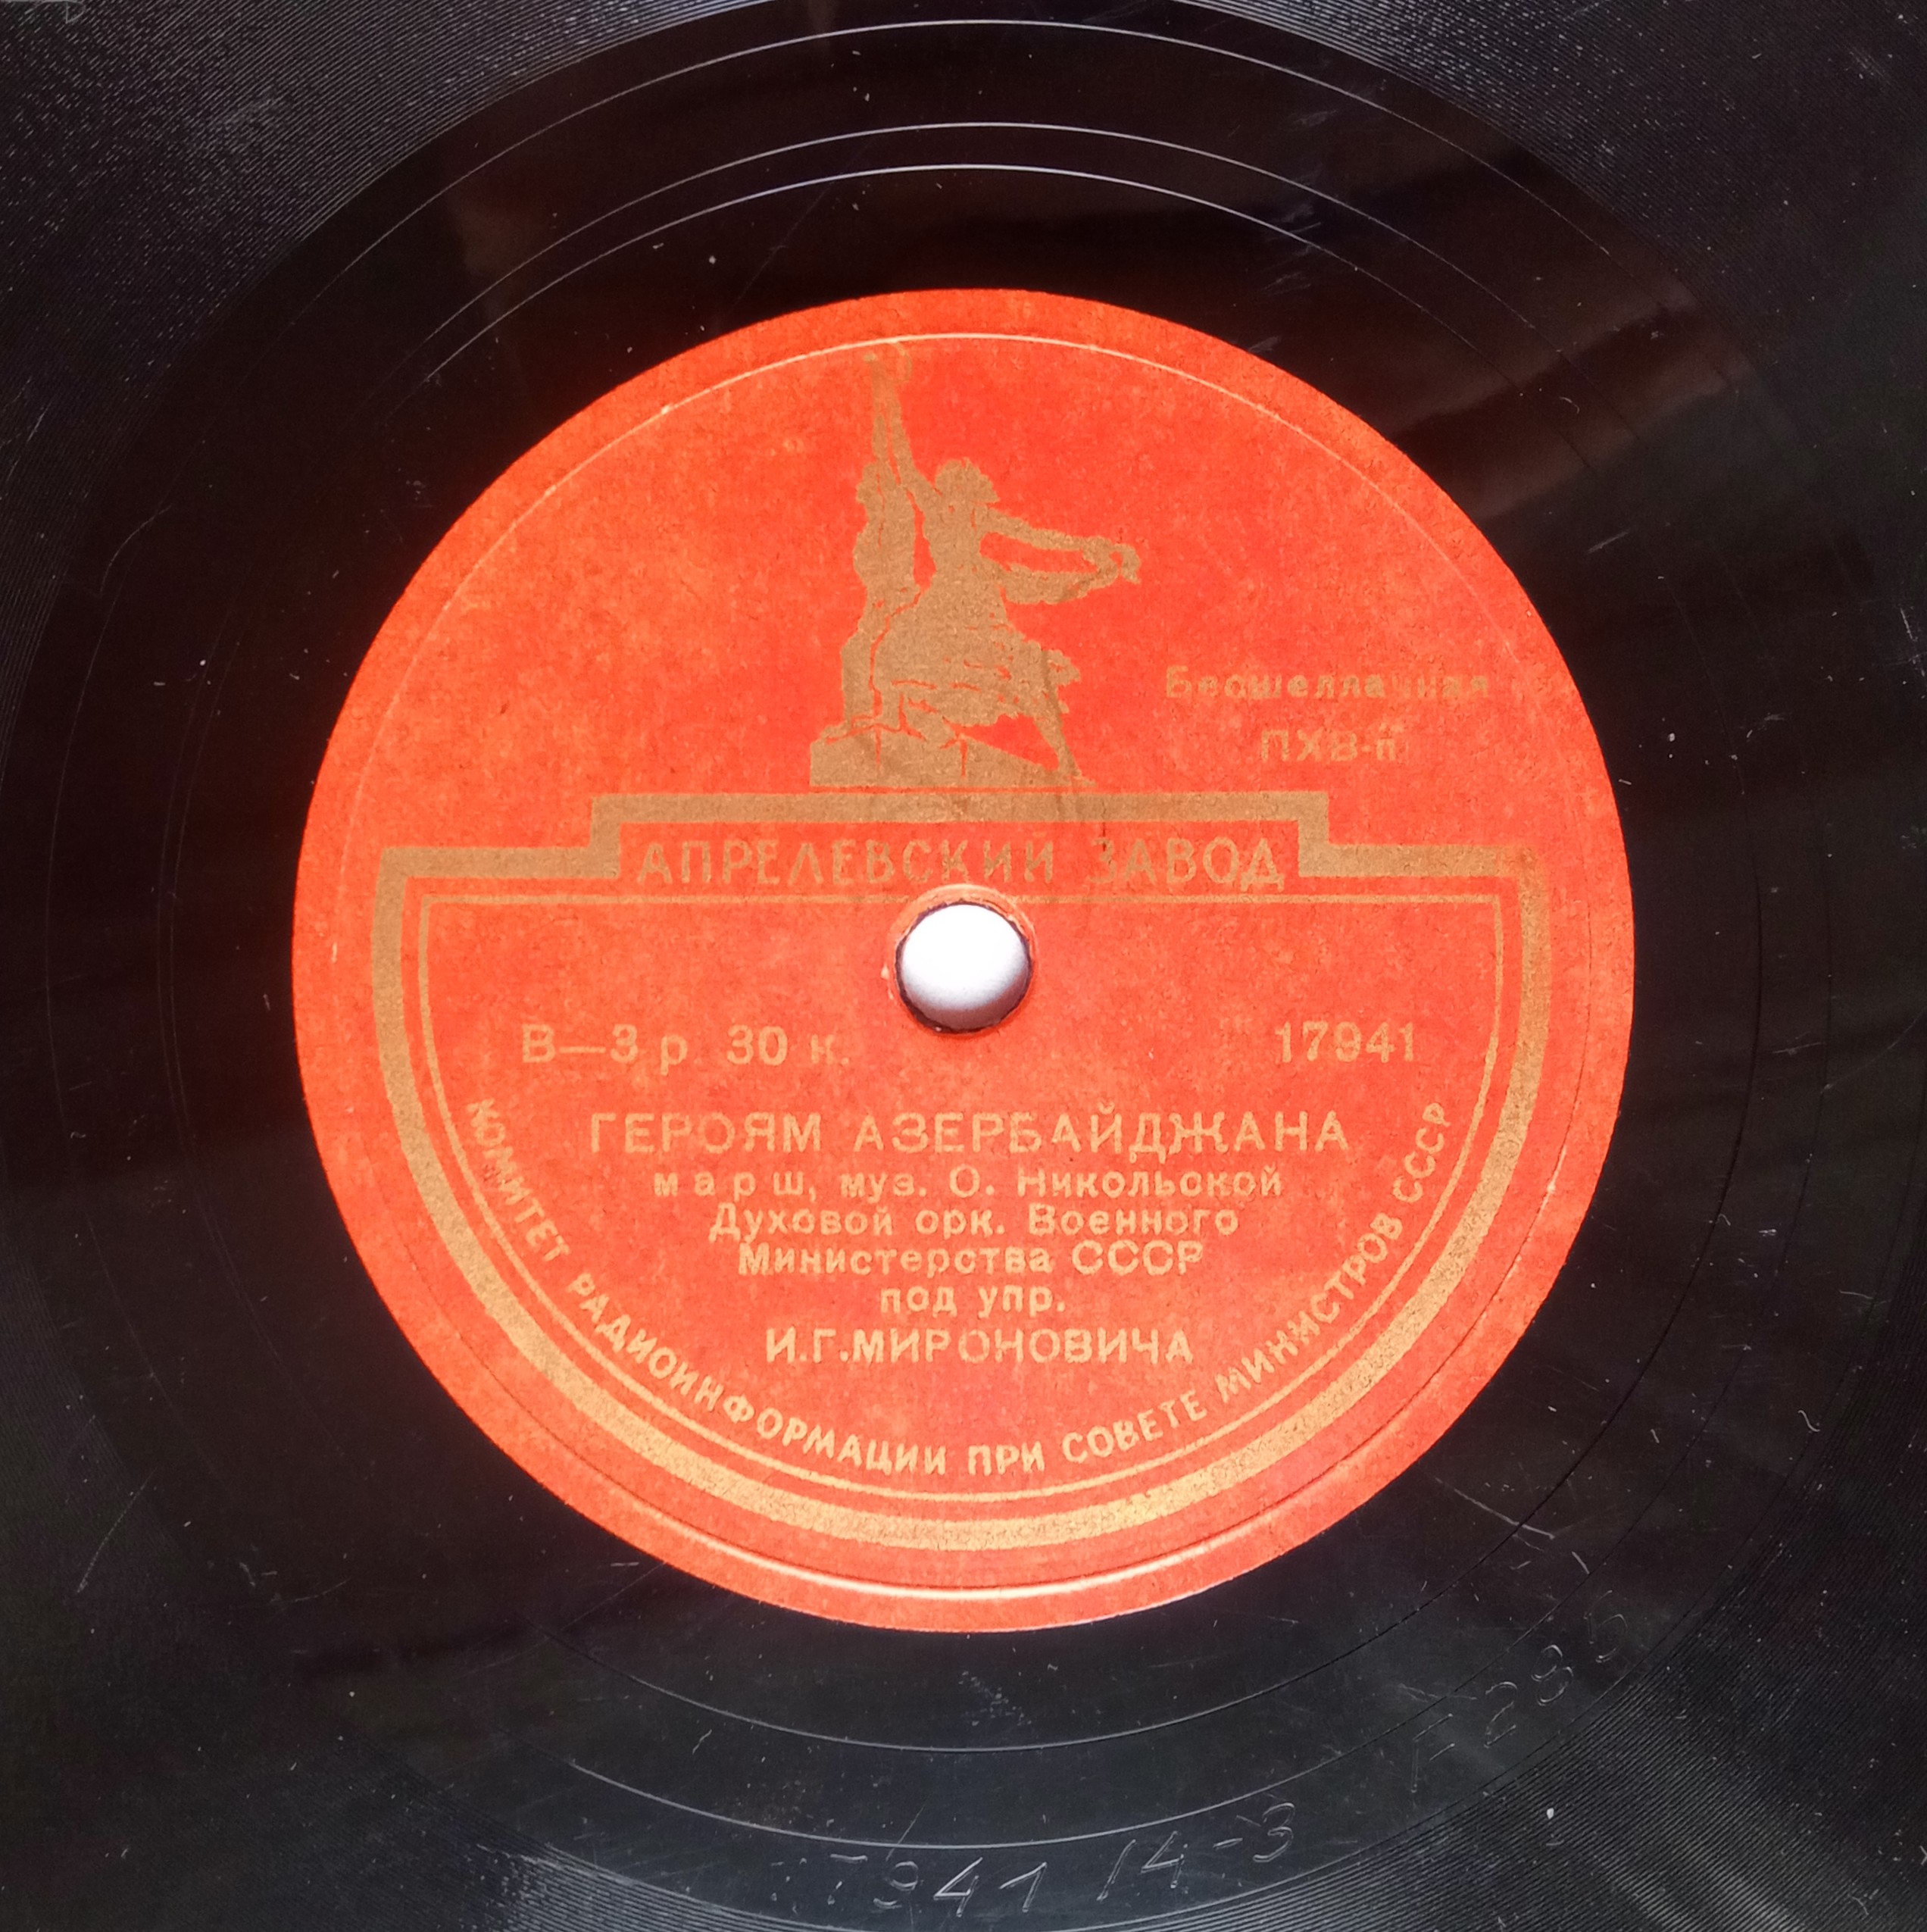 Бесшеллачная
ПХВ-п
АПРЕЛЕВСКИЙ ЗАВОД
В—3 р 30 к.
17941
ГЕРОЯМ АЗЕРБАЙДЖАНА
марш, муз. О. Никольской
Духовой орк. Военного
Министерства СССР
под упр.
И.Г.МИРОНОВИЧА
КОМИТЕТ РАДИОИНФОРМАЦИИ ПРИ СОВЕТЕ МИНИСТРОВ СССР
17941 14-3